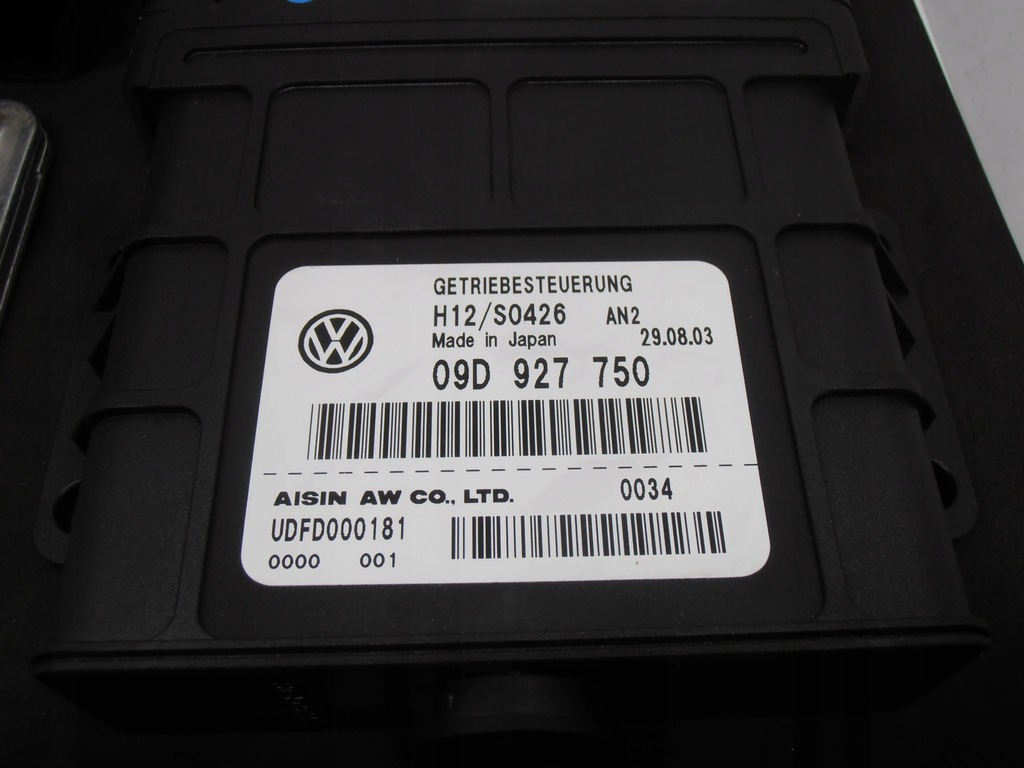 GETRIEBESTEUERUNG
H12/S0426 AN2
Made in Japan 29.08.03
09D 927 750
AISIN AW CO., LTD. 0034
UDFD000181
0000 001